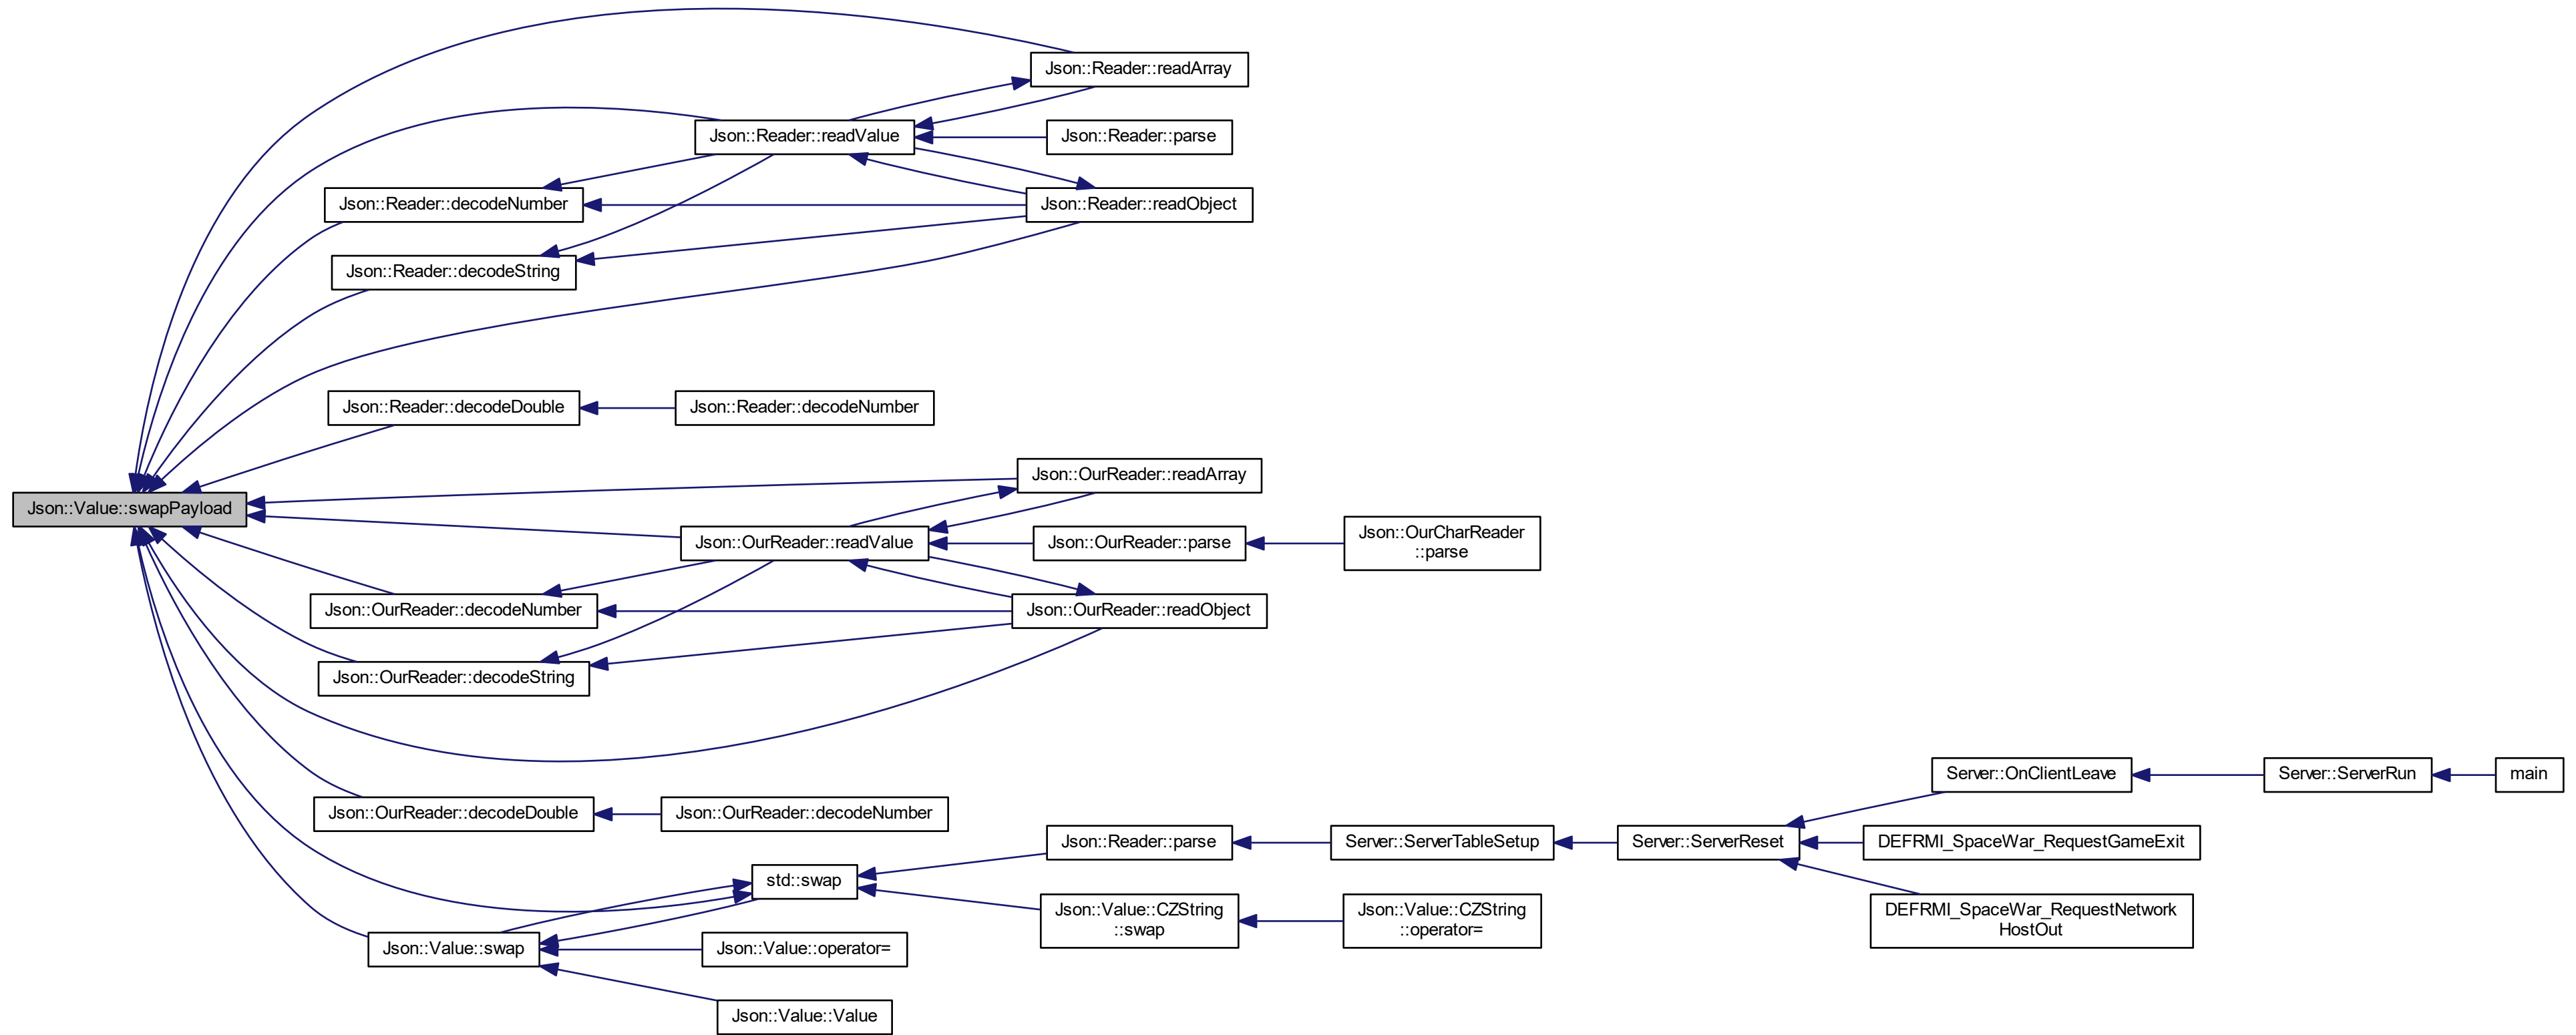 Json::Reader::readArray
Json::Reader::readValue
Json::Reader::parse
Json::Reader::decodeNumber
Json::Reader::readObject
Json::Reader::decodeString
Json::Reader::decodeDouble
Json::Reader::decodeNumber
Json::OurReader::readArray
Json::Value::swapPayload
Json::OurReader::readValue
Json::OurReader::parse
Json::OurCharReader
::parse
Json::OurReader::decodeNumber
Json::OurReader::readObject
Json::OurReader::decodeString
Server::OnClientLeave
Server::ServerRun
main
Json::OurReader::decodeDouble
Json::OurReader::decodeNumber
Json::Reader::parse
Server::ServerTableSetup
Server::ServerReset
DEFRMI_SpaceWar_RequestGameExit
std::swap
Json::Value::CZString
::swap
Json::Value::CZString
::operator=
DEFRMI_SpaceWar_RequestNetwork
HostOut
Json::Value::swap
Json::Value::operator=
Json::Value::Value